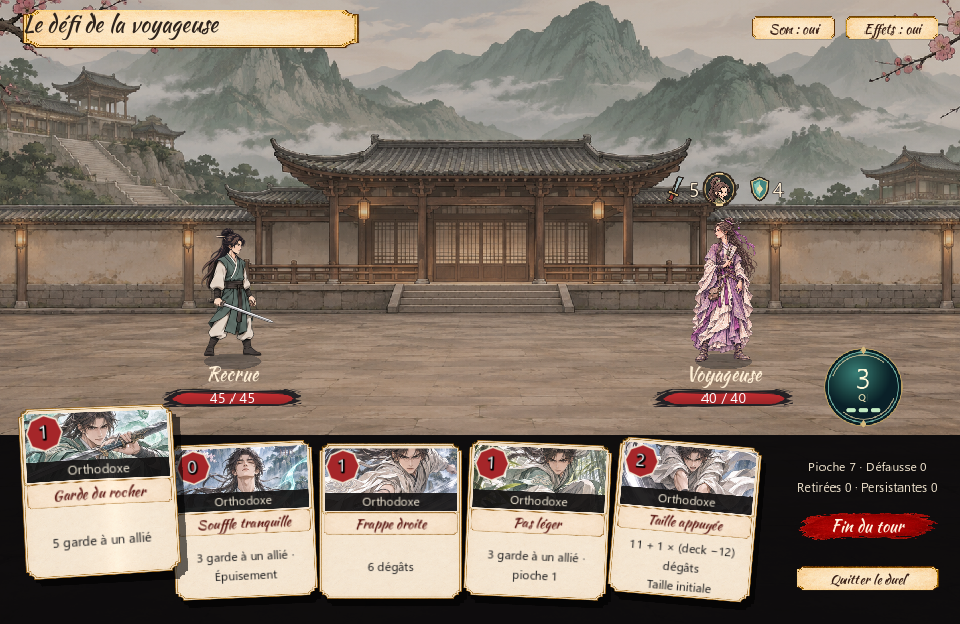 Le défi de la voyageuse
Son : oui
Effets : oui
5
4
Recrue
45 / 45
Voyageuse
40 / 40
3
Q
1
Orthodoxe
Garde du rocher
5 garde à un allié
0
Orthodoxe
Souffle tranquille
3 garde à un allié ·
Épuisement
1
Orthodoxe
Frappe droite
6 dégâts
1
Orthodoxe
Pas léger
3 garde à un allié ·
pioche 1
2
Orthodoxe
Taille appuyée
11 + 1 × (deck −12)
dégâts
Taille initiale
Pioche 7 · Défausse 0
Retirées 0 · Persistantes 0
Fin du tour
Quitter le duel